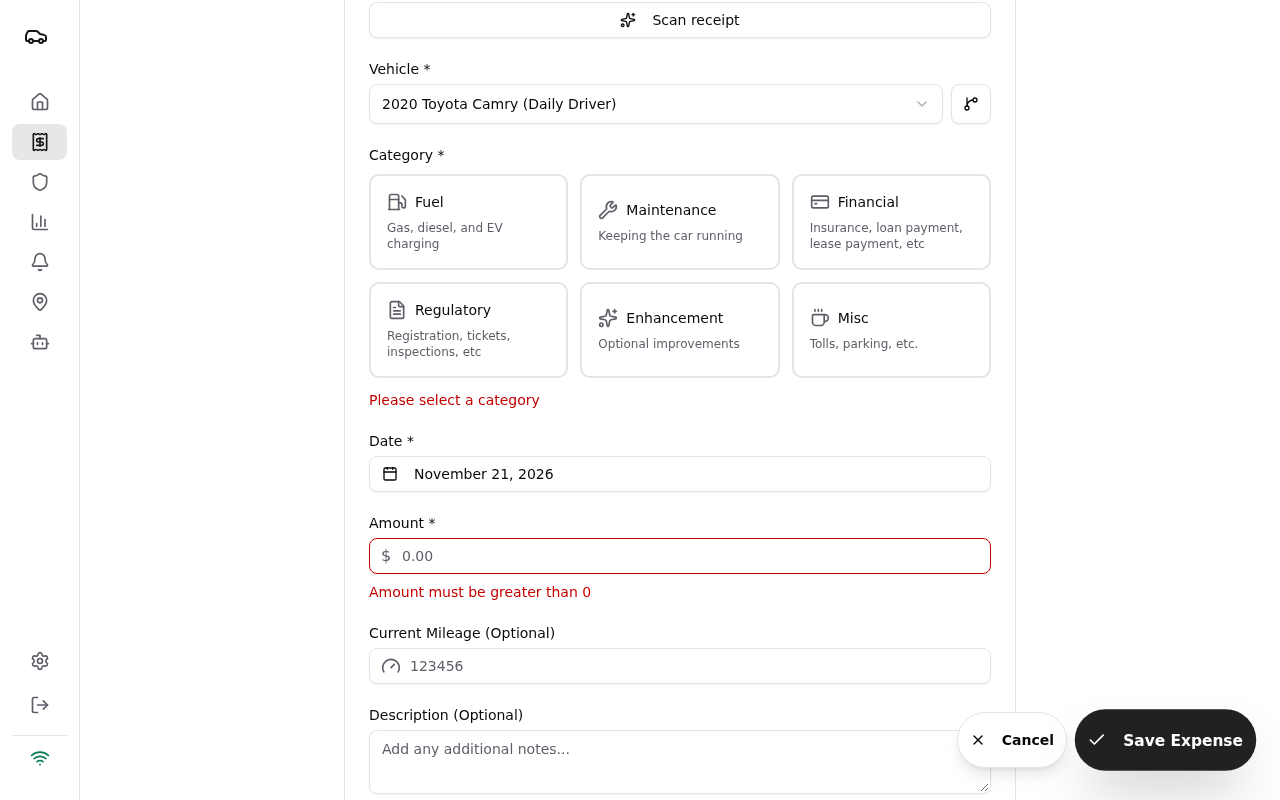 Scan receipt
Vehicle *
2020 Toyota Camry (Daily Driver)
Category *
Fuel
Gas, diesel, and EV
charging
Maintenance
Keeping the car running
Financial
Insurance, loan payment,
lease payment, etc
Regulatory
Registration, tickets,
inspections, etc
Enhancement
Optional improvements
Misc
Tolls, parking, etc.
Please select a category
Date *
November 21, 2026
Amount *
$ 0.00
Amount must be greater than 0
Current Mileage (Optional)
123456
Description (Optional)
Add any additional notes...
Cancel
Save Expense